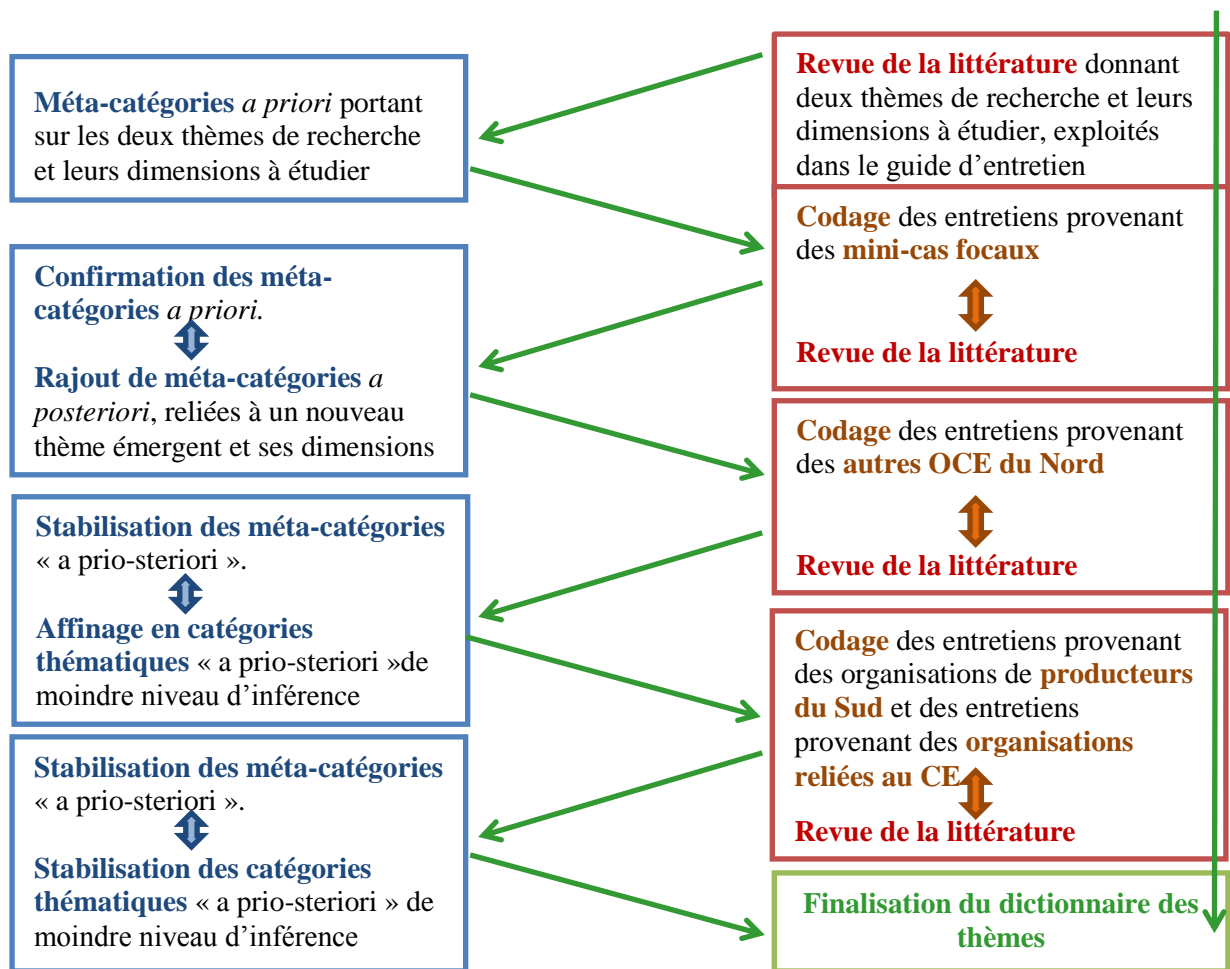 Revue de la littérature donnant
deux thèmes de recherche et leurs
dimensions à étudier, exploités
dans le guide d'entretien
Méta-catégories a priori portant
sur les deux thèmes de recherche
et leurs dimensions à étudier
Codage des entretiens provenant
des mini-cas focaux
Revue de la littérature
Confirmation des méta-
catégories a priori.
Rajout de méta-catégories a
posteriori, reliées à un nouveau
thème émergent et ses dimensions
Codage des entretiens provenant
des autres OCE du Nord
Revue de la littérature
Stabilisation des méta-catégories
« a prio-steriori ».
Affinage en catégories
thématiques « a prio-steriori »de
moindre niveau d'inférence
Codage des entretiens provenant
des organisations de producteurs
du Sud et des entretiens
provenant des organisations
reliées au CE
Revue de la littérature
Stabilisation des méta-catégories
« a prio-steriori ».
Stabilisation des catégories
thématiques « a prio-steriori » de
moindre niveau d'inférence
Finalisation du dictionnaire des
thèmes